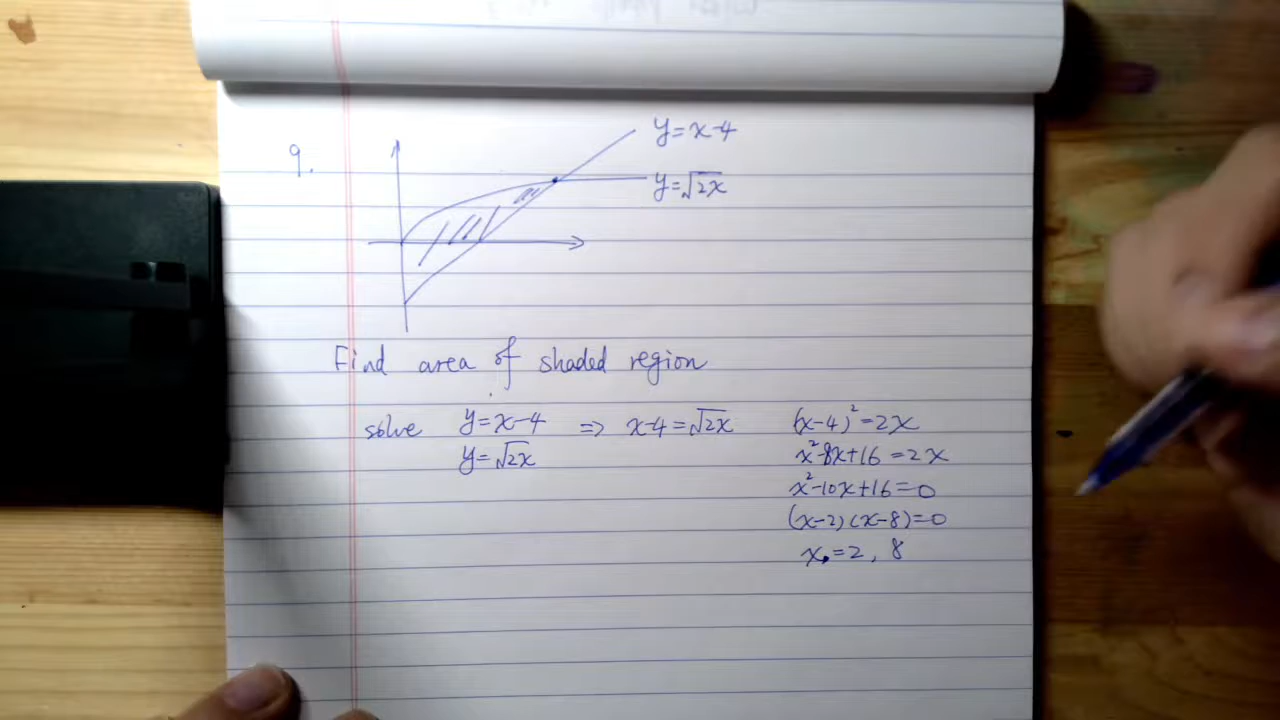 9.
y=x-4
y=√2x
Find area of shaded region
solve y=x-4 ⇒ x-4=√2x
y=√2x
(x-4)²=2x
x²-8x+16=2x
x²-10x+16=0
(x-2)(x-8)=0
x=2, 8